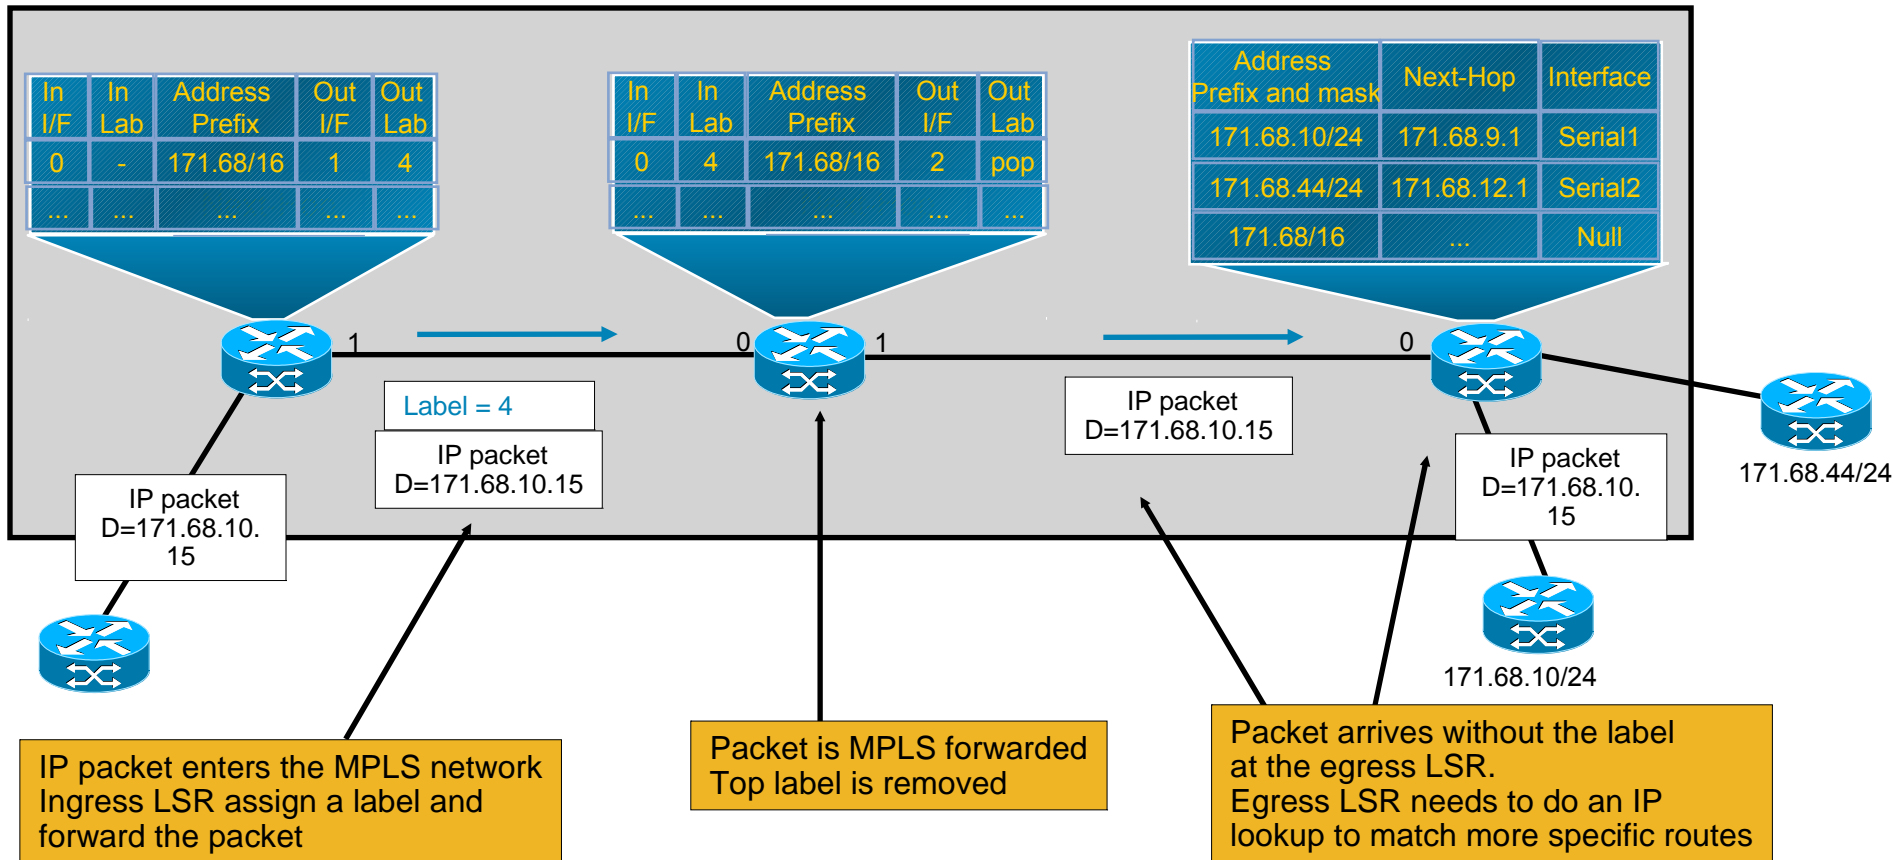 In I/F In Lab Address Prefix Out I/F Out Lab
0 - 171.68/16 1 4
... ... ... ... ...
In I/F In Lab Address Prefix Out I/F Out Lab
0 4 171.68/16 2 pop
... ... ... ... ...
Address Prefix and mask Next-Hop Interface
171.68.10/24 171.68.9.1 Serial1
171.68.44/24 171.68.12.1 Serial2
171.68/16 ... Null
1
0
1
0
Label = 4
IP packet
D=171.68.10.15
IP packet
D=171.68.10.
15
IP packet
D=171.68.10.15
IP packet
D=171.68.10.
15
171.68.44/24
171.68.10/24
IP packet enters the MPLS network
Ingress LSR assign a label and
forward the packet
Packet is MPLS forwarded
Top label is removed
Packet arrives without the label
at the egress LSR.
Egress LSR needs to do an IP
lookup to match more specific routes